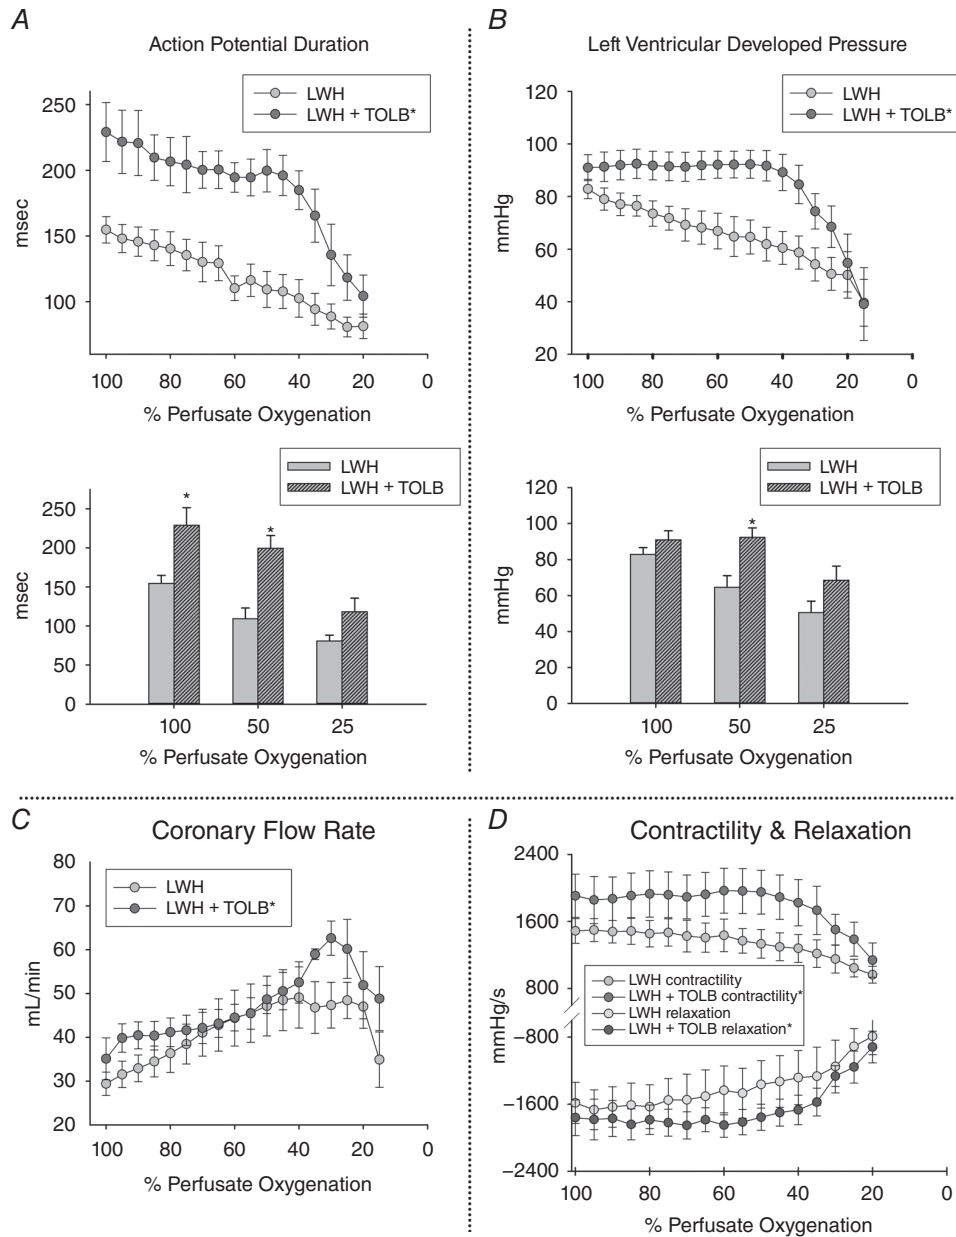 A
Action Potential Duration
LWH
LWH + TOLB*
250
200
150
100
msec
100 80 60 40 20 0
% Perfusate Oxygenation
LWH
LWH + TOLB
250
200
150
100
50
0
msec
* *
100 50 25
% Perfusate Oxygenation
B
Left Ventricular Developed Pressure
LWH
LWH + TOLB*
120
100
80
60
40
20
mmHg
100 80 60 40 20 0
% Perfusate Oxygenation
LWH
LWH + TOLB
120
100
80
60
40
20
0
mmHg
*
100 50 25
% Perfusate Oxygenation
C
Coronary Flow Rate
LWH
LWH + TOLB*
80
70
60
50
40
30
20
mL/min
100 80 60 40 20 0
% Perfusate Oxygenation
D
Contractility & Relaxation
2400
1600
800
−800
−1600
−2400
mmHg/s
LWH contractility
LWH + TOLB contractility*
LWH relaxation
LWH + TOLB relaxation*
100 80 60 40 20 0
% Perfusate Oxygenation